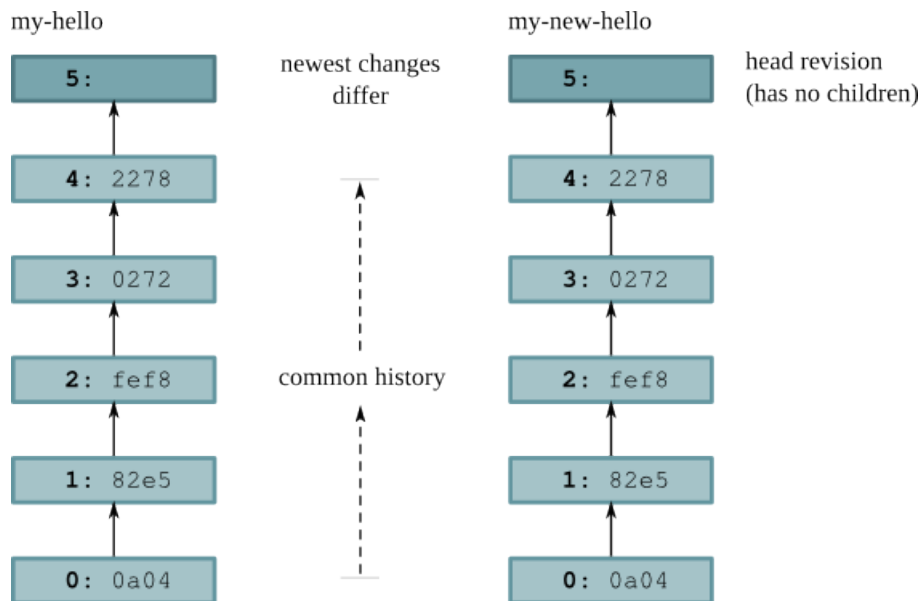 my-hello
my-new-hello
5:
newest changes
differ
5:
head revision
(has no children)
4: 2278
4: 2278
3: 0272
3: 0272
2: fef8
common history
2: fef8
1: 82e5
1: 82e5
0: 0a04
0: 0a04